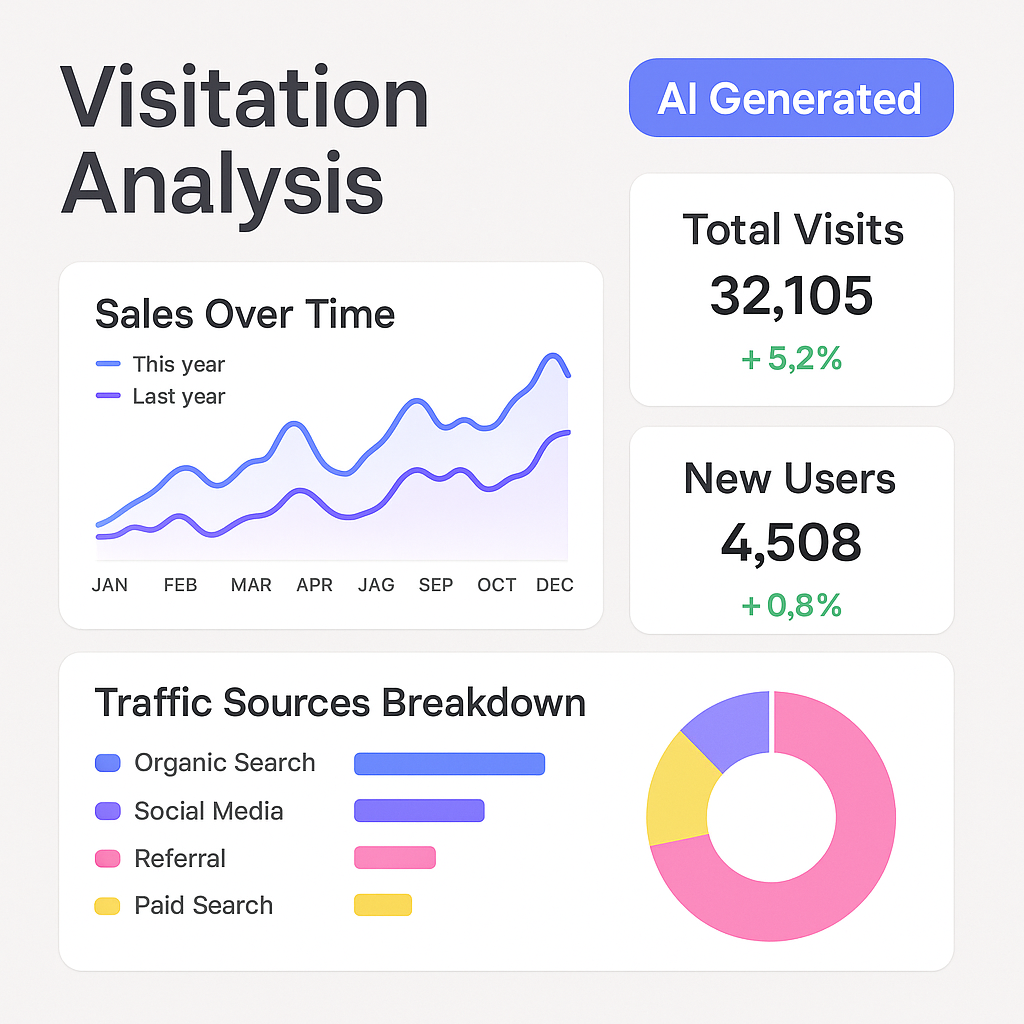 Visitation
Analysis
AI Generated
Total Visits
32,105
+ 5,2%
Sales Over Time
This year
Last year
JAN FEB MAR APR JAG SEP OCT DEC
New Users
4,508
+ 0,8%
Traffic Sources Breakdown
Organic Search
Social Media
Referral
Paid Search